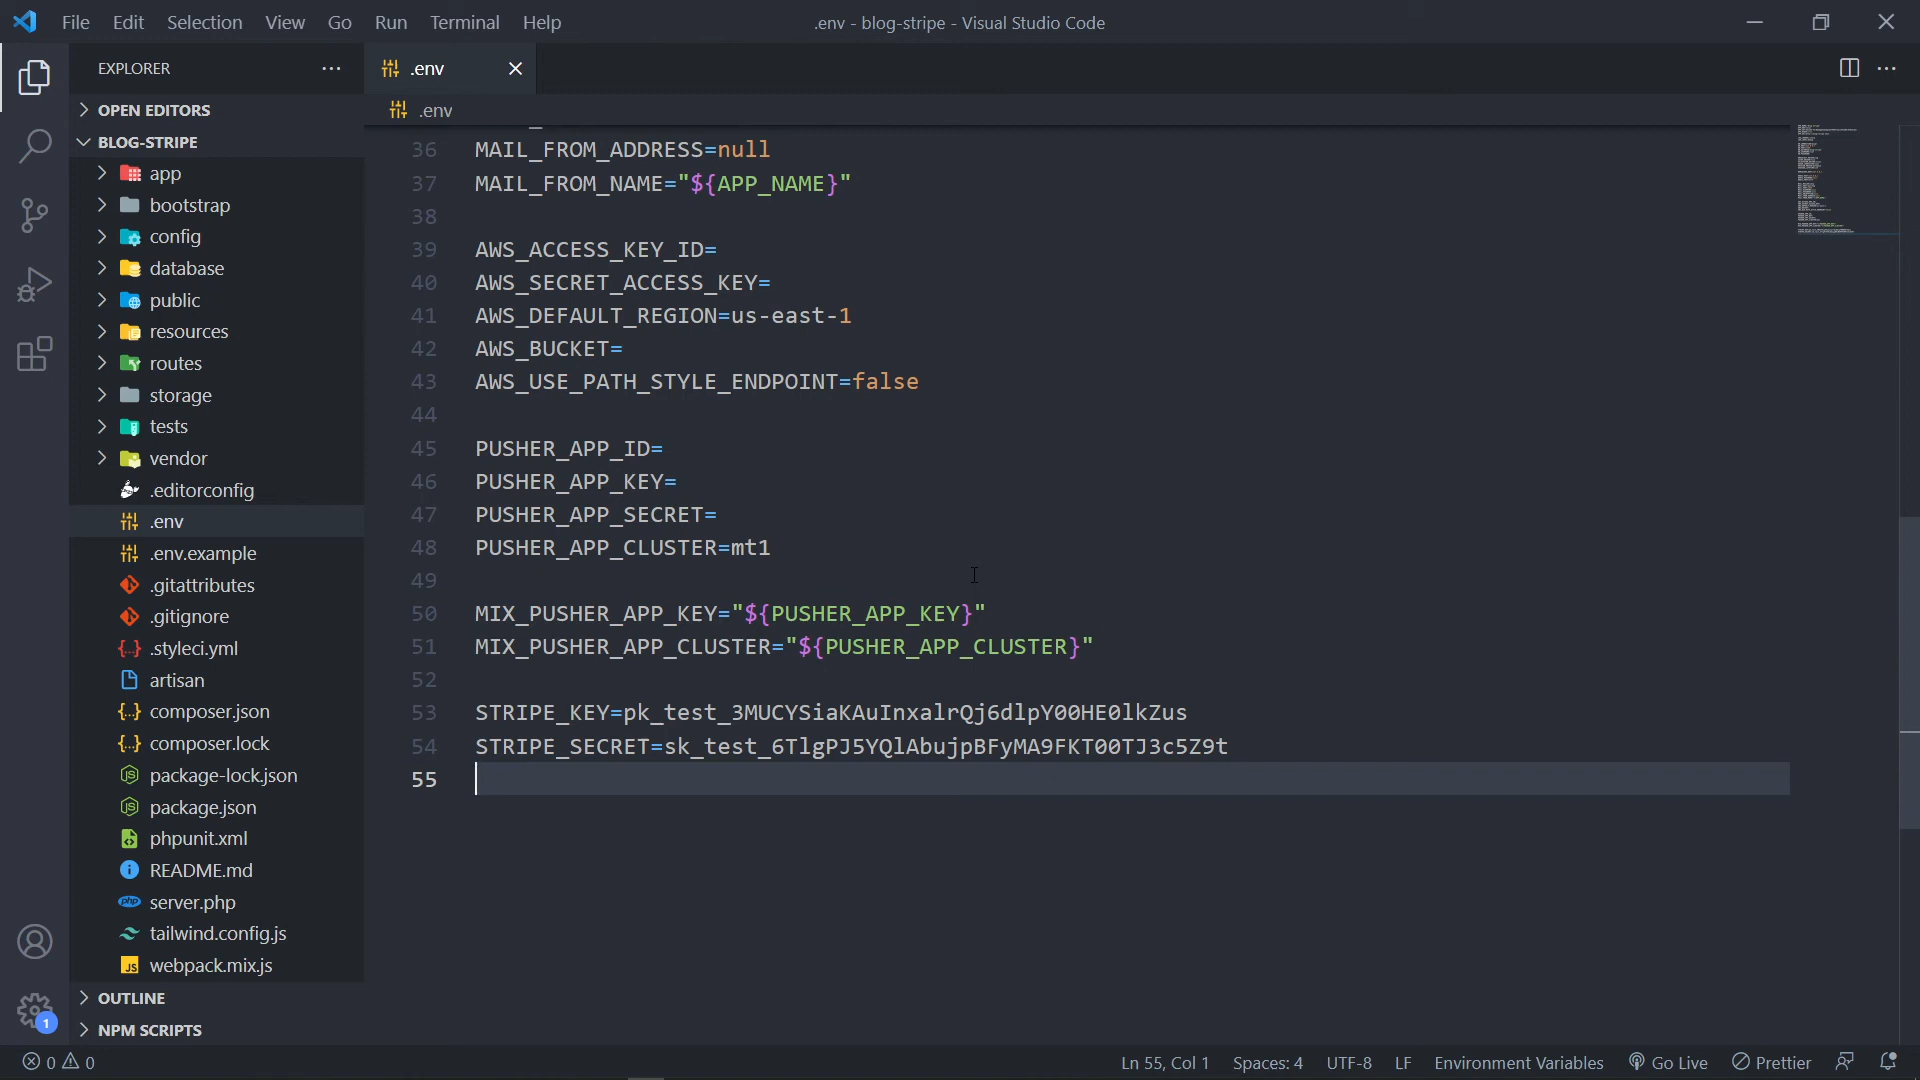 File Edit Selection View Go Run Terminal Help
.env - blog-stripe - Visual Studio Code
EXPLORER
.env
OPEN EDITORS
.env
BLOG-STRIPE
app
bootstrap
config
database
public
resources
routes
storage
tests
vendor
.editorconfig
.env
.env.example
.gitattributes
.gitignore
.styleci.yml
artisan
composer.json
composer.lock
package-lock.json
package.json
phpunit.xml
README.md
server.php
tailwind.config.js
webpack.mix.js
OUTLINE
NPM SCRIPTS
36 MAIL_FROM_ADDRESS=null
37 MAIL_FROM_NAME="${APP_NAME}"
38
39 AWS_ACCESS_KEY_ID=
40 AWS_SECRET_ACCESS_KEY=
41 AWS_DEFAULT_REGION=us-east-1
42 AWS_BUCKET=
43 AWS_USE_PATH_STYLE_ENDPOINT=false
44
45 PUSHER_APP_ID=
46 PUSHER_APP_KEY=
47 PUSHER_APP_SECRET=
48 PUSHER_APP_CLUSTER=mt1
49
50 MIX_PUSHER_APP_KEY="${PUSHER_APP_KEY}"
51 MIX_PUSHER_APP_CLUSTER="${PUSHER_APP_CLUSTER}"
52
53 STRIPE_KEY=pk_test_3MUCYSiaKAuInxalrQj6dlpY00HE0lkZus
54 STRIPE_SECRET=sk_test_6TlgPJ5YQlAbujpBFyMA9FKT00TJ3c5Z9t
55
1
0 0
Ln 55, Col 1 Spaces: 4 UTF-8 LF Environment Variables Go Live Prettier